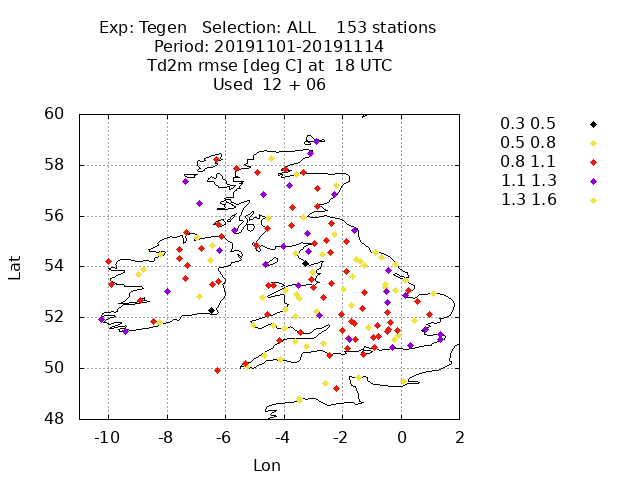 Exp: Tegen   Selection: ALL    153 stations
Period: 20191101-20191114
Td2m rmse [deg C] at  18 UTC
Used  12 + 06
60
58
56
54
52
50
48
Lat
-10 -8 -6 -4 -2 0 2
Lon
0.3 0.5
0.5 0.8
0.8 1.1
1.1 1.3
1.3 1.6